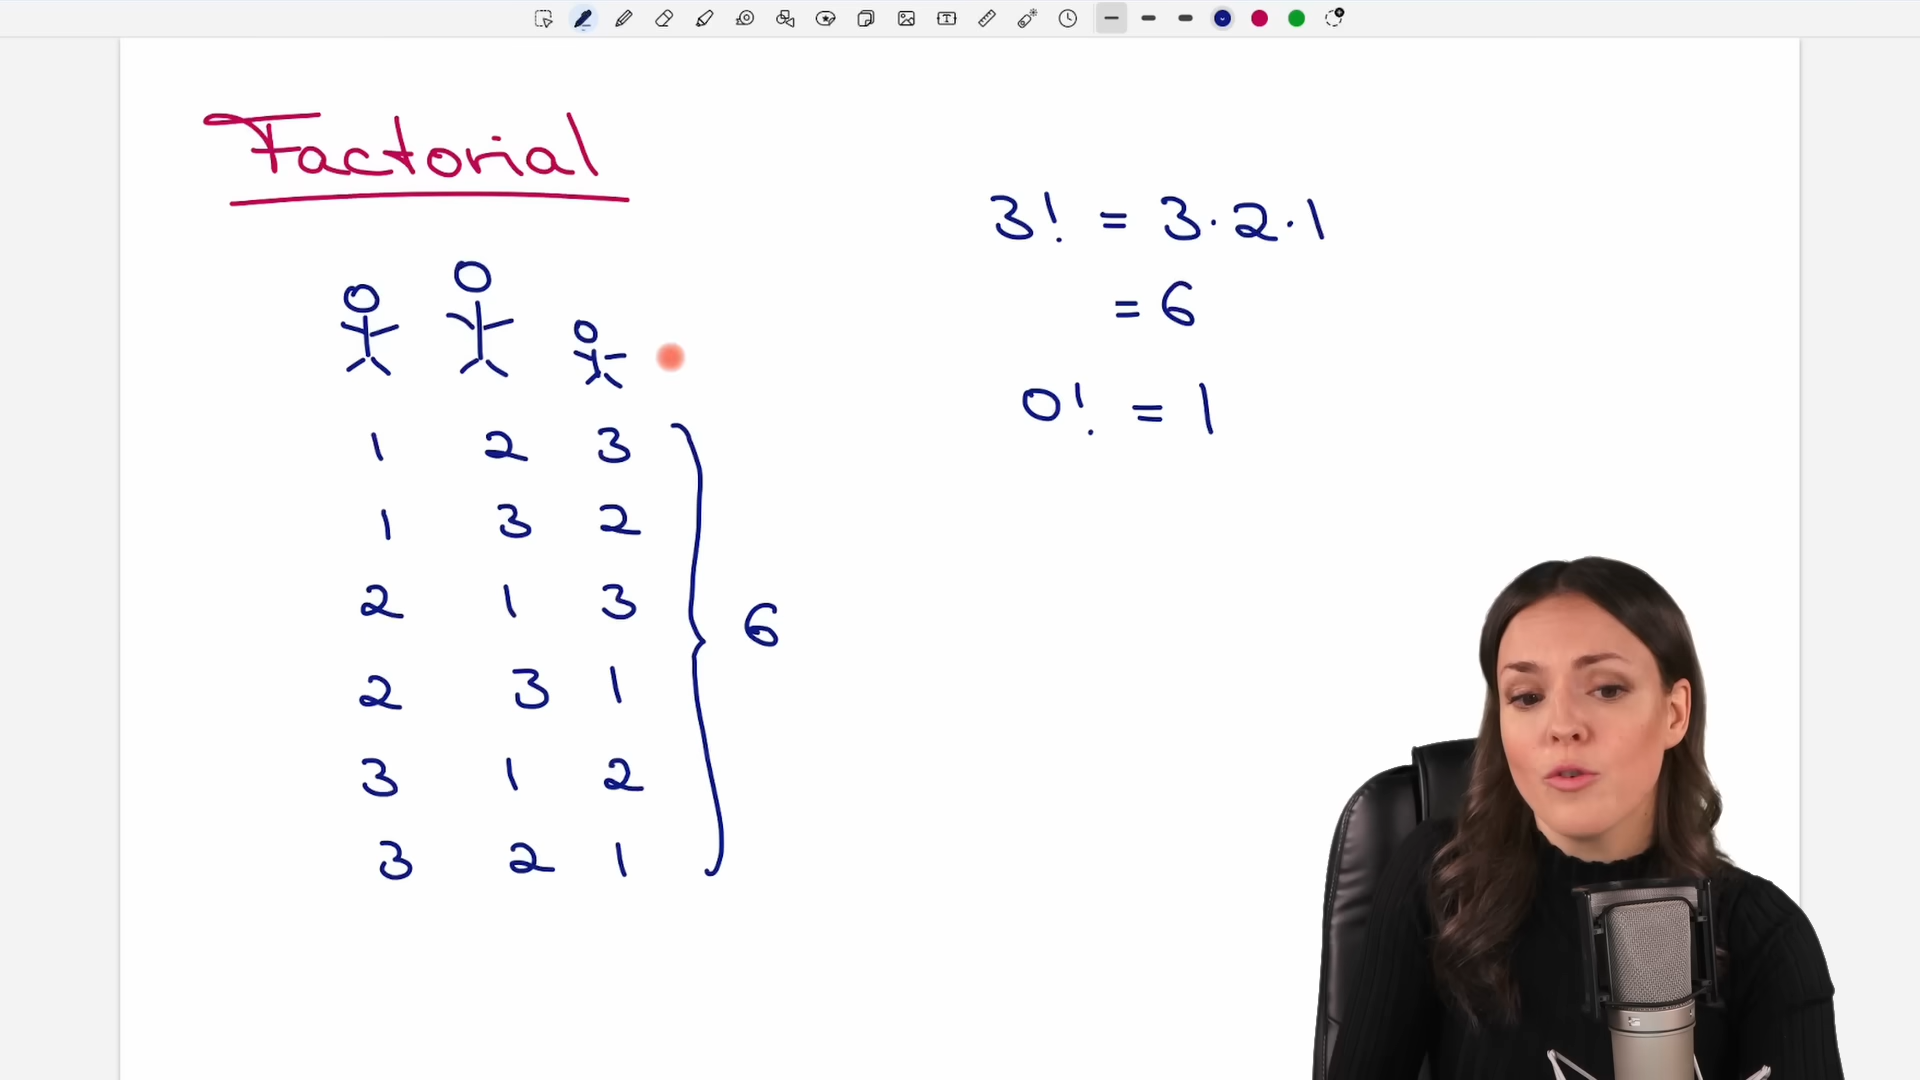 Factorial
3! = 3·2·1
= 6
0! = 1
1 2 3
1 3 2
2 1 3
2 3 1
3 1 2
3 2 1
6